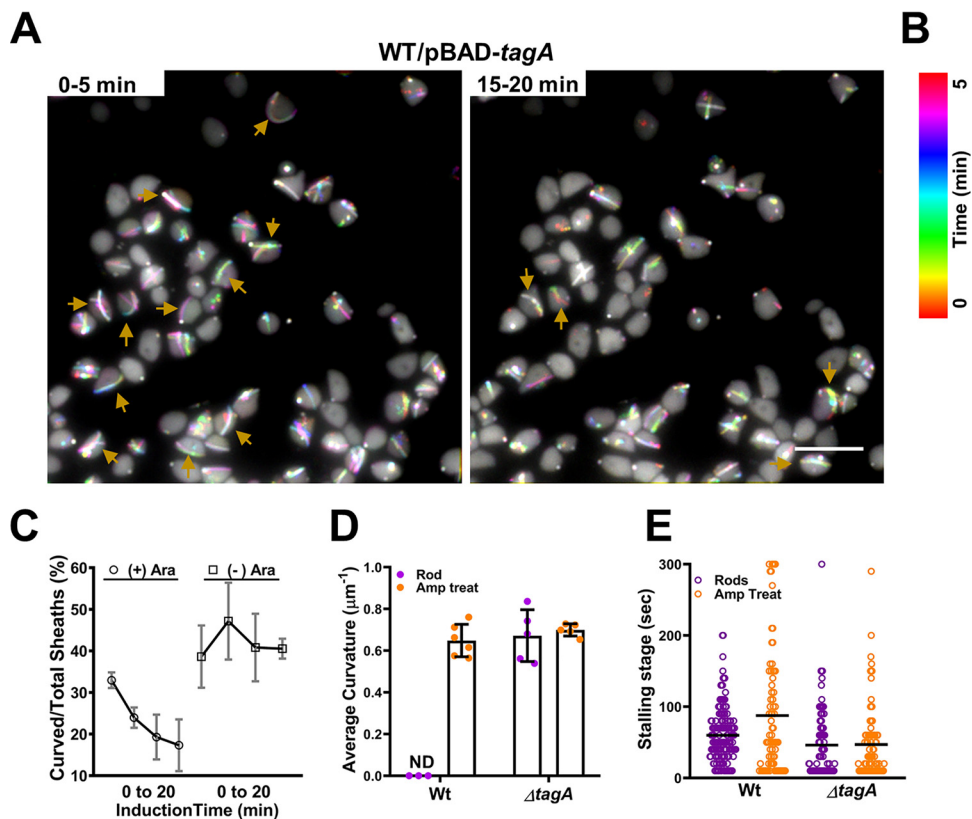 A
WT/pBAD-tagA
B
0-5 min
15-20 min
5
Time (min)
0
C
(+) Ara
(-) Ara
Curved/Total Sheaths (%)
60
50
40
30
20
10
0 to 20
0 to 20
InductionTime (min)
D
Rod
Amp treat
Average Curvature (µm⁻¹)
1.0
0.8
0.6
0.4
0.2
0.0
ND
Wt
ΔtagA
E
Rods
Amp Treat
Stalling stage (sec)
300
200
100
0
Wt
ΔtagA